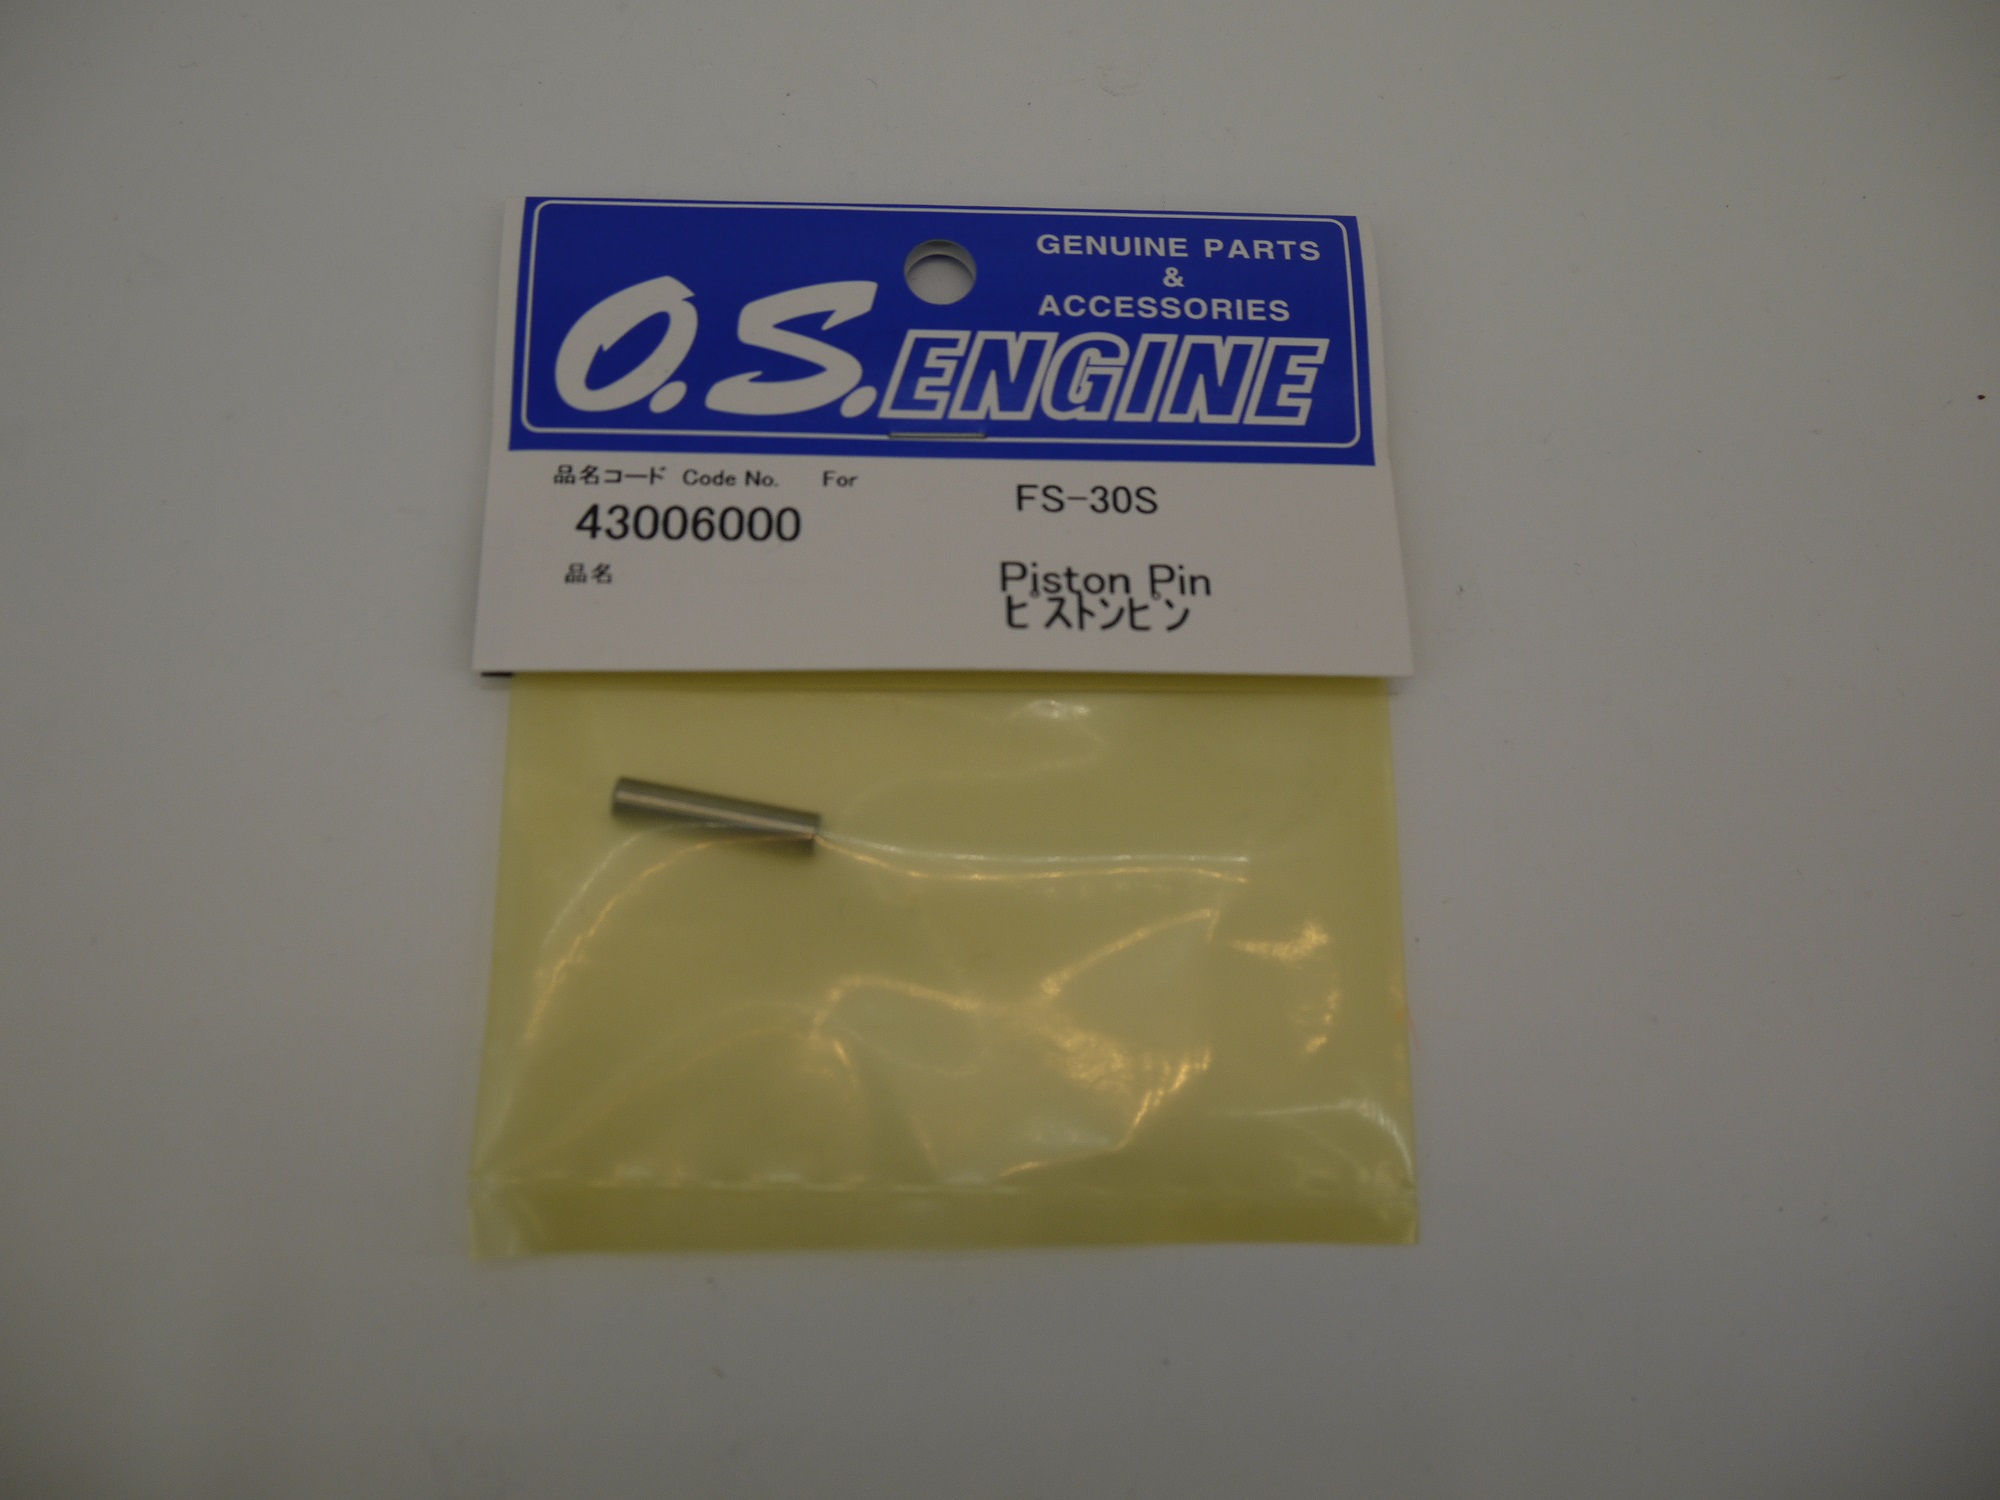 GENUINE PARTS
&
ACCESSORIES
O.S.ENGINE
品名コード Code No. For
FS-30S
43006000
品名
Piston Pin
ピストンピン